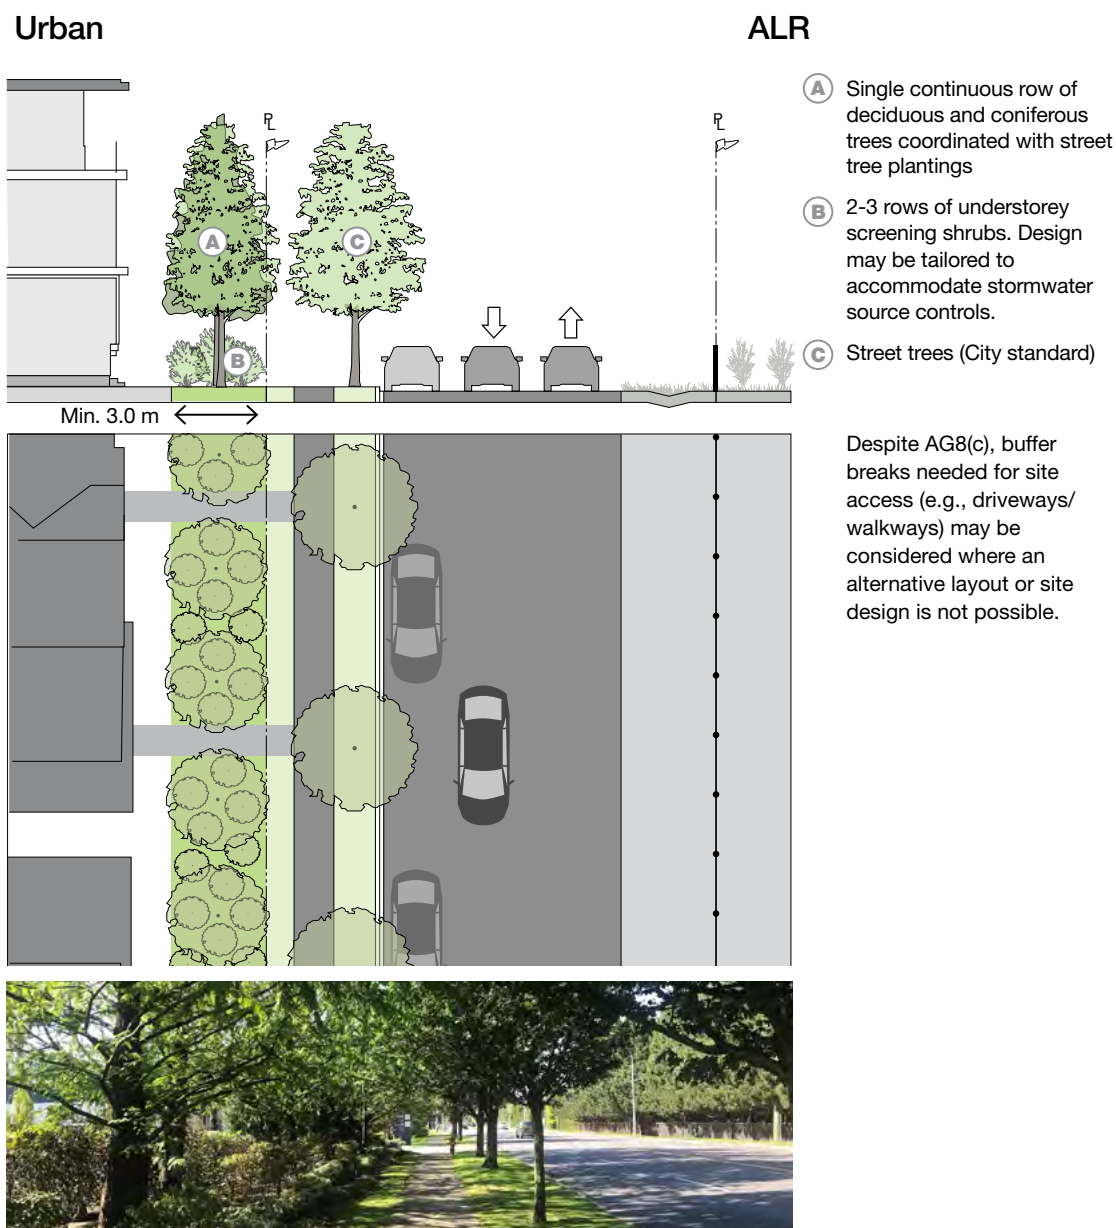 Urban
ALR
PL
PL
A
C
B
Min. 3.0 m
A Single continuous row of
deciduous and coniferous
trees coordinated with street
tree plantings
B 2-3 rows of understorey
screening shrubs. Design
may be tailored to
accommodate stormwater
source controls.
C Street trees (City standard)
Despite AG8(c), buffer
breaks needed for site
access (e.g., driveways/
walkways) may be
considered where an
alternative layout or site
design is not possible.